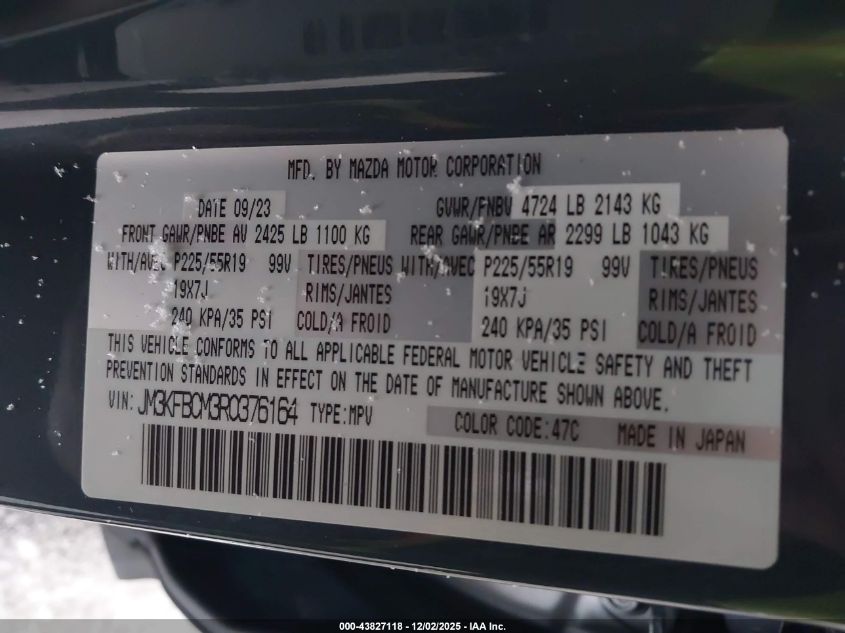 MFD. BY MAZDA MOTOR CORPORATION
DATE 09/23 GVWR/PNBV 4724 LB 2143 KG
FRONT GAWR/PNBE AV 2425 LB 1100 KG REAR GAWR/PNBE AR 2299 LB 1043 KG
WITH/AVEC P225/55R19 99V TIRES/PNEUS WITH/AVEC P225/55R19 99V TIRES/PNEUS
19X7J RIMS/JANTES 19X7J RIMS/JANTES
240 KPA/35 PSI COLD/A FROID 240 KPA/35 PSI COLD/A FROID
THIS VEHICLE CONFORMS TO ALL APPLICABLE FEDERAL MOTOR VEHICLE SAFETY AND THEFT
PREVENTION STANDARDS IN EFFECT ON THE DATE OF MANUFACTURE SHOWN ABOVE.
VIN: JM3KFBCM3R0376164 TYPE:MPV COLOR CODE:47C MADE IN JAPAN
000-43827118 - 12/02/2025 - IAA Inc.